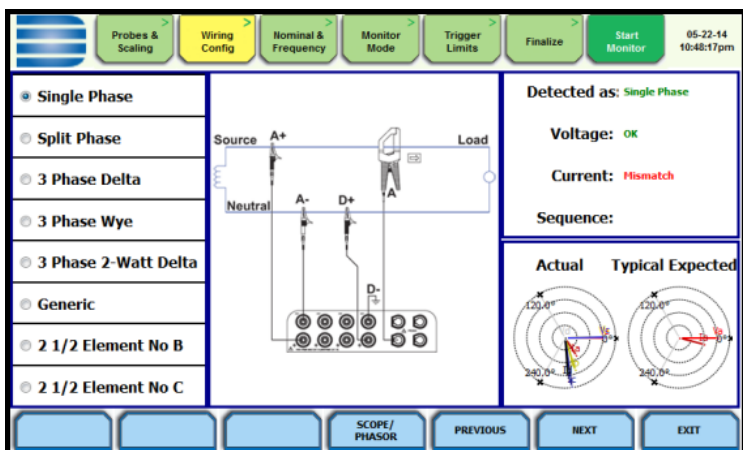 Probes &
Scaling
Wiring
Config
Nominal &
Frequency
Monitor
Mode
Trigger
Limits
Finalize
Start
Monitor
05-22-14
10:48:17pm
Single Phase
Split Phase
3 Phase Delta
3 Phase Wye
3 Phase 2-Watt Delta
Generic
2 1/2 Element No B
2 1/2 Element No C
Source A+ Load
A
Neutral A- D+
D-
Detected as: Single Phase
Voltage: OK
Current: Mismatch
Sequence:
Actual Typical Expected
120.0°
0°
240.0°
120.0°
0°
240.0°
SCOPE/
PHASOR
PREVIOUS
NEXT
EXIT